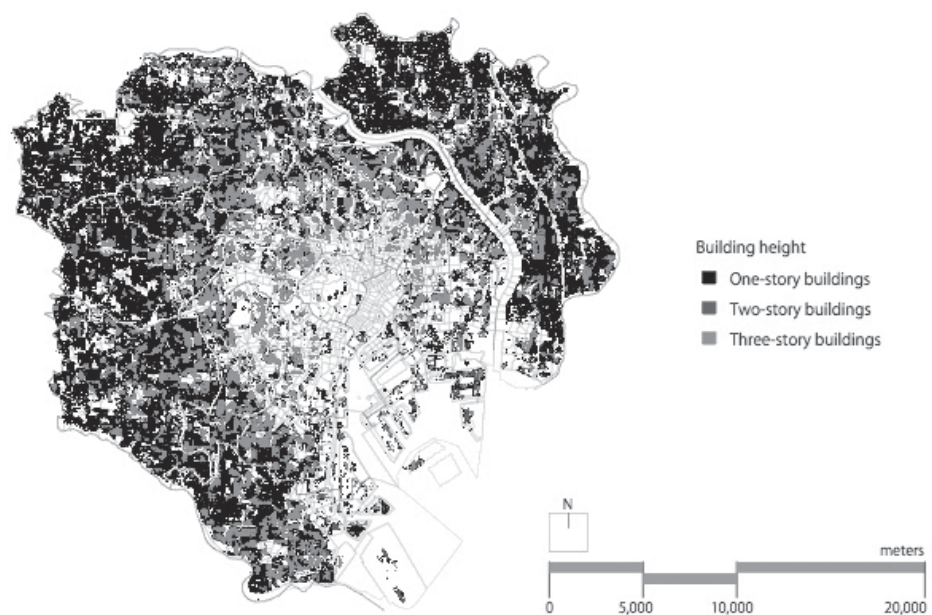 Building height
One-story buildings
Two-story buildings
Three-story buildings
N
meters
0 5,000 10,000 20,000